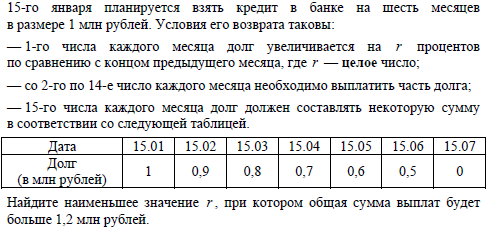 15-го января планируется взять кредит в банке на шесть месяцев
в размере 1 млн рублей. Условия его возврата таковы:
— 1-го числа каждого месяца долг увеличивается на r процентов
по сравнению с концом предыдущего месяца, где r — целое число;
— со 2-го по 14-е число каждого месяца необходимо выплатить часть долга;
— 15-го числа каждого месяца долг должен составлять некоторую сумму
в соответствии со следующей таблицей.
Дата 15.01 15.02 15.03 15.04 15.05 15.06 15.07
Долг
(в млн рублей) 1 0,9 0,8 0,7 0,6 0,5 0
Найдите наименьшее значение r, при котором общая сумма выплат будет
больше 1,2 млн рублей.